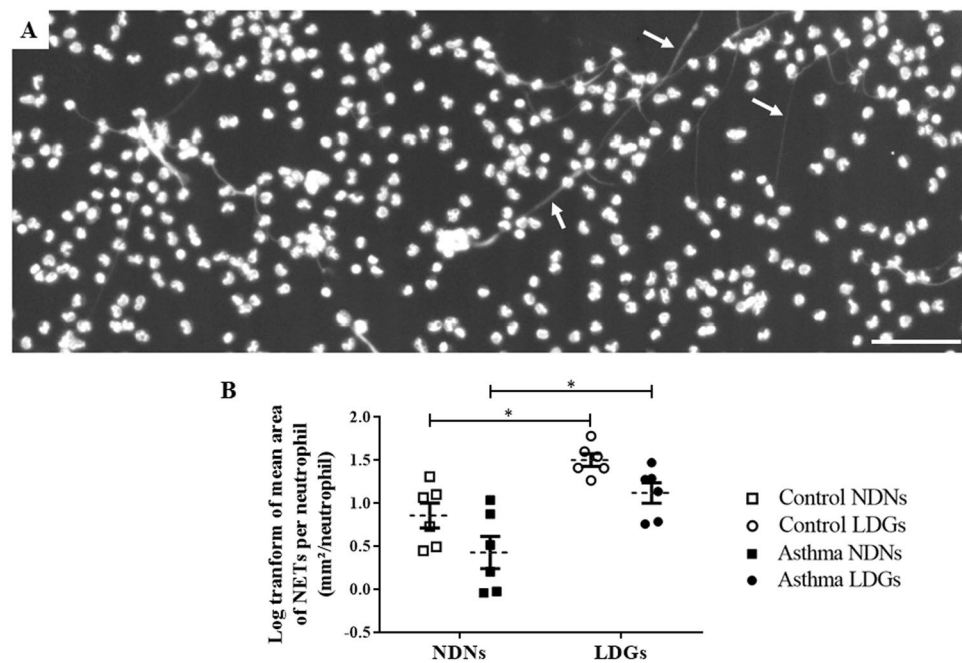 A
B
*
*
Log tranform of mean area
of NETs per neutrophil
(mm²/neutrophil)
2.0
1.5
1.0
0.5
0.0
-0.5
NDNs
LDGs
Control NDNs
Control LDGs
Asthma NDNs
Asthma LDGs